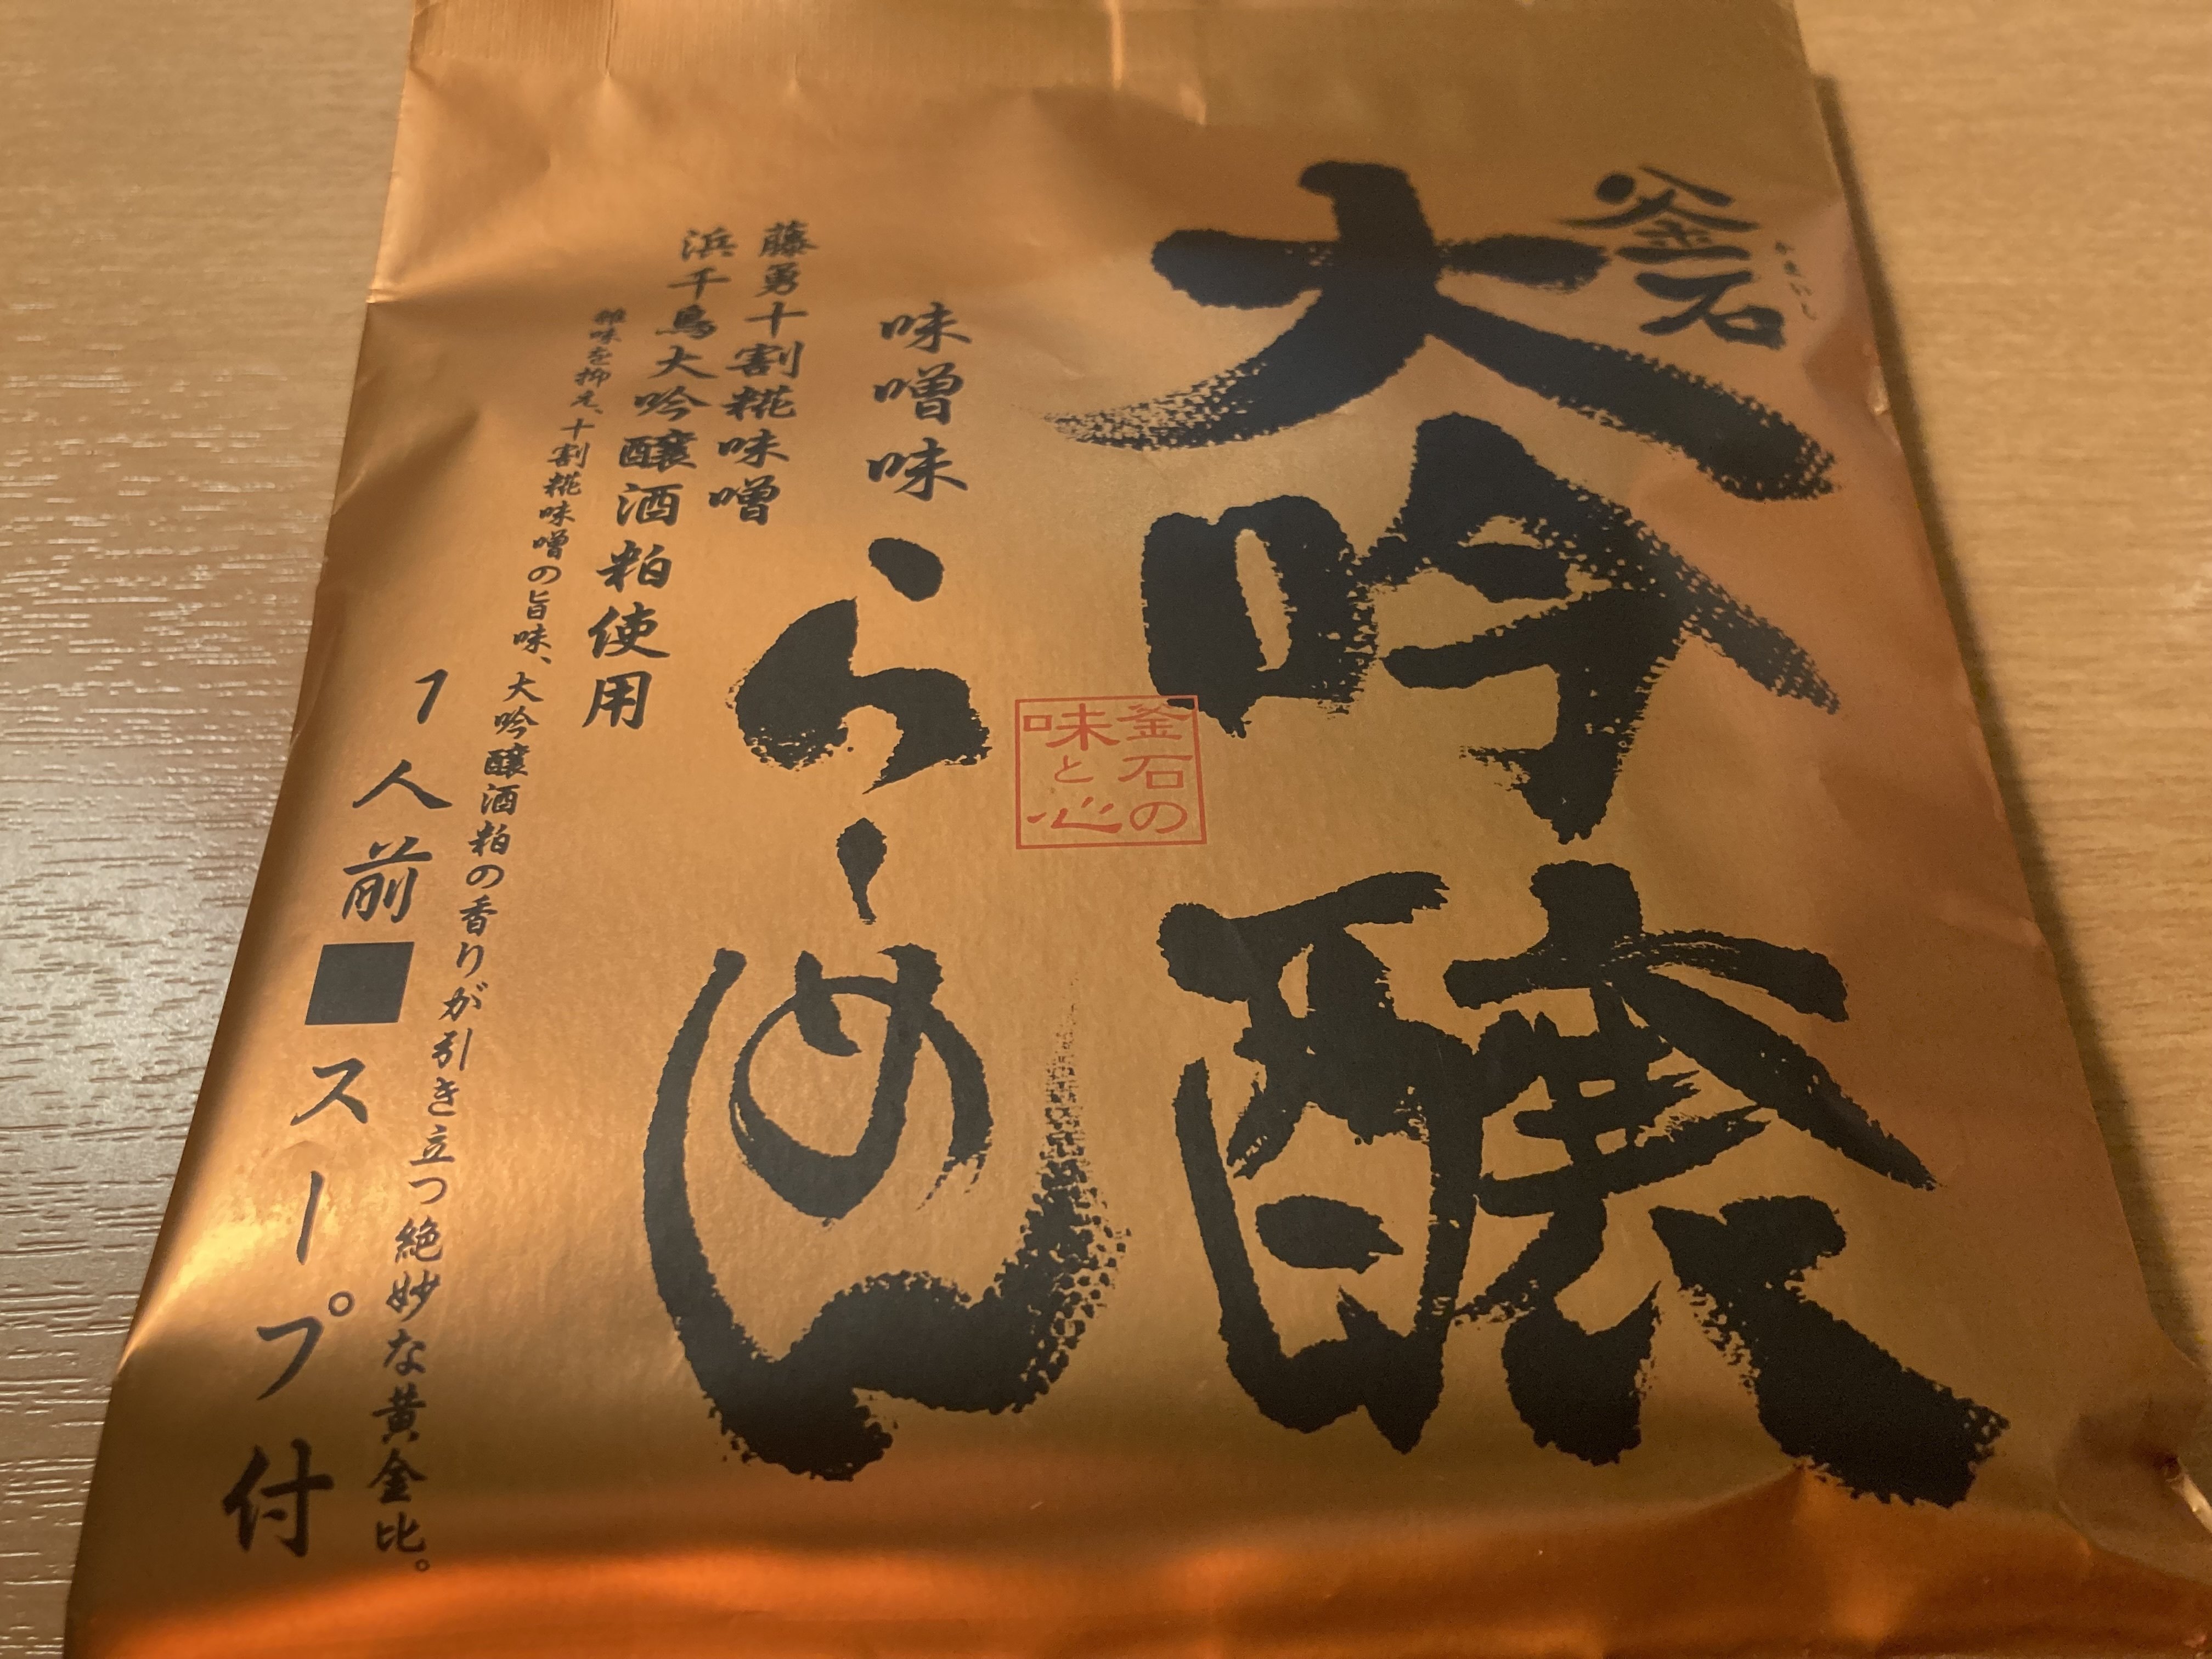 釜石
かまいし
大吟醸
釜石の
味と心
味噌味
らーめん
藤勇十割糀味噌
浜千鳥大吟醸酒粕使用
雑味を抑え、十割糀味噌の旨味、大吟醸酒粕の香りが引き立つ絶妙な黄金比。
1人前■スープ付